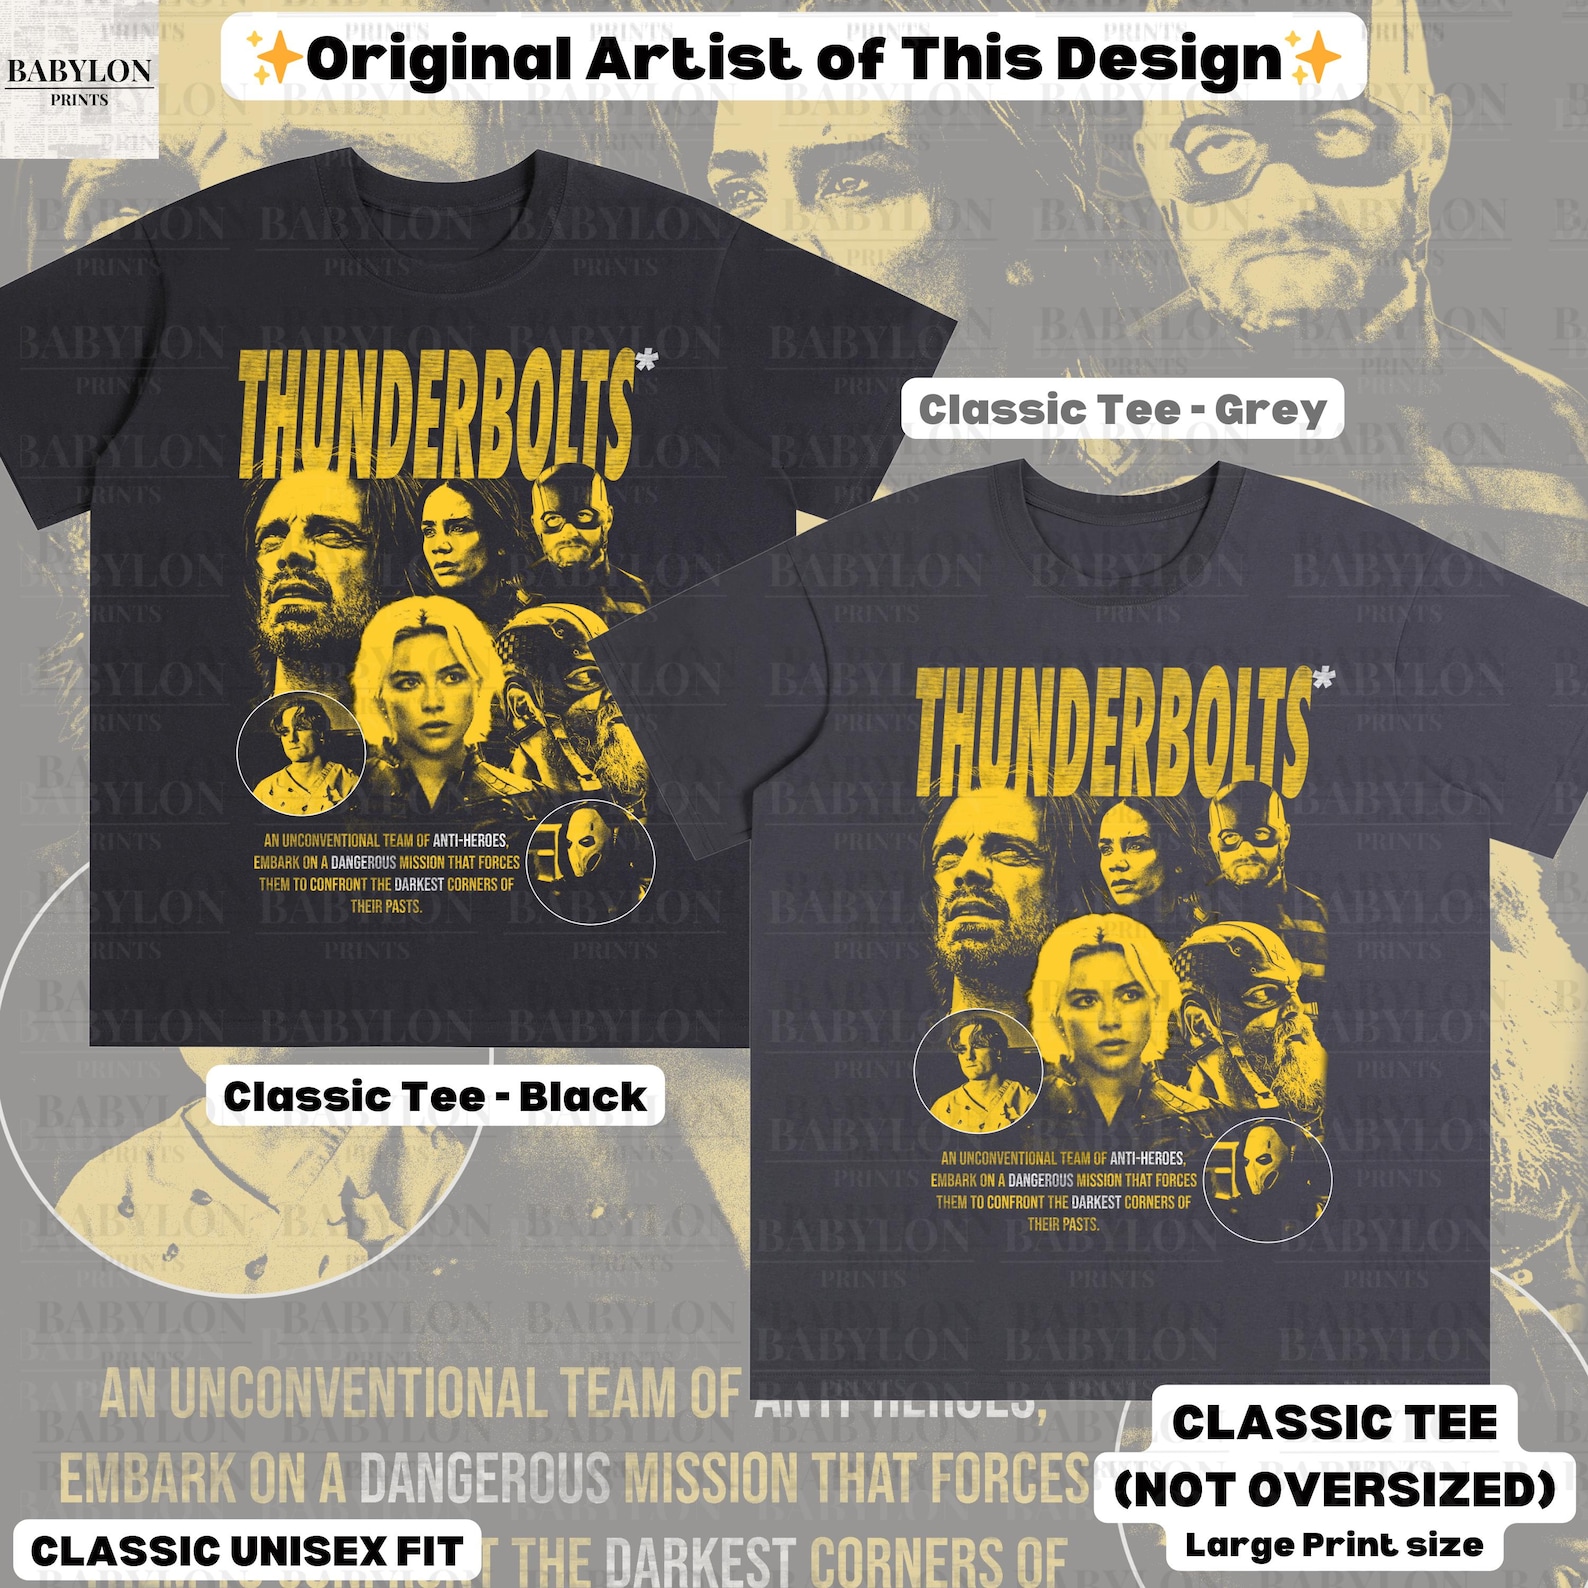 BABYLON
PRINTS
✨Original Artist of This Design✨
THUNDERBOLTS*
AN UNCONVENTIONAL TEAM OF ANTI-HEROES,
EMBARK ON A DANGEROUS MISSION THAT FORCES
THEM TO CONFRONT THE DARKEST CORNERS OF
THEIR PASTS.
Classic Tee - Black
Classic Tee - Grey
THUNDERBOLTS*
AN UNCONVENTIONAL TEAM OF ANTI-HEROES,
EMBARK ON A DANGEROUS MISSION THAT FORCES
THEM TO CONFRONT THE DARKEST CORNERS OF
THEIR PASTS.
AN UNCONVENTIONAL TEAM OF ANTI-HEROES,
EMBARK ON A DANGEROUS MISSION THAT FORCES
THE DARKEST CORNERS OF
CLASSIC UNISEX FIT
CLASSIC TEE
(NOT OVERSIZED)
Large Print size